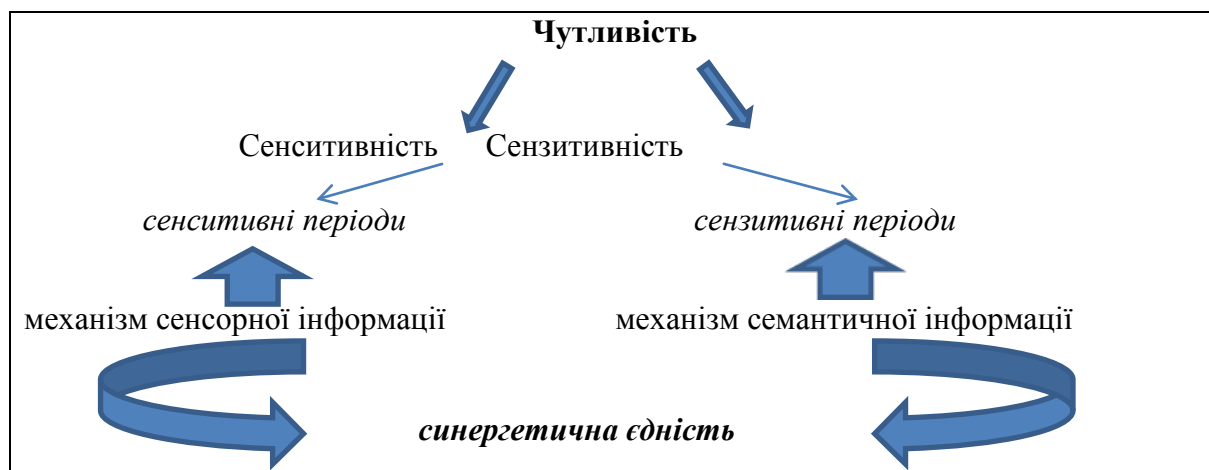 Чутливість
Сенситивність Сензитивність
сенситивні періоди сензитивні періоди
механізм сенсорної інформації механізм семантичної інформації
синергетична єдність